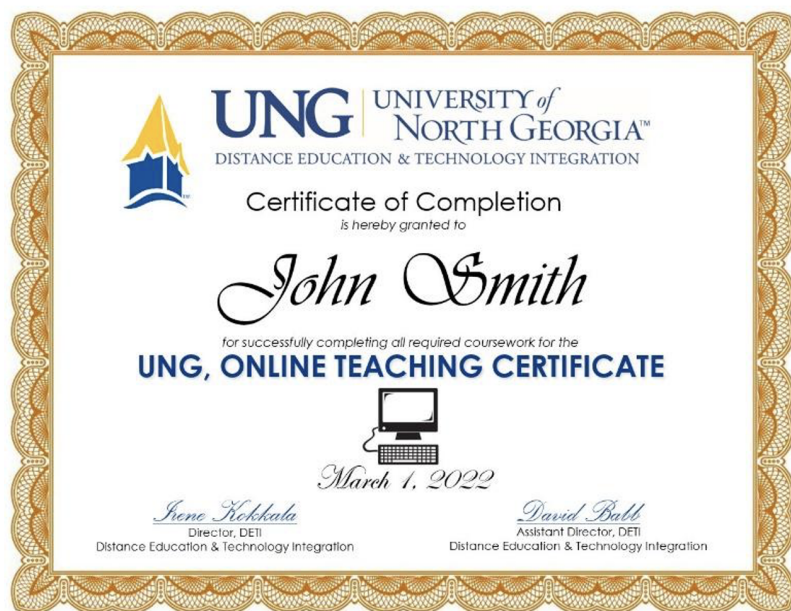 UNG UNIVERSITY of
NORTH GEORGIA™
DISTANCE EDUCATION & TECHNOLOGY INTEGRATION
Certificate of Completion
is hereby granted to
John Smith
for successfully completing all required coursework for the
UNG, ONLINE TEACHING CERTIFICATE
March 1, 2022
Irene Kokkala
Director, DETI
Distance Education & Technology Integration
David Babb
Assistant Director, DETI
Distance Education & Technology Integration